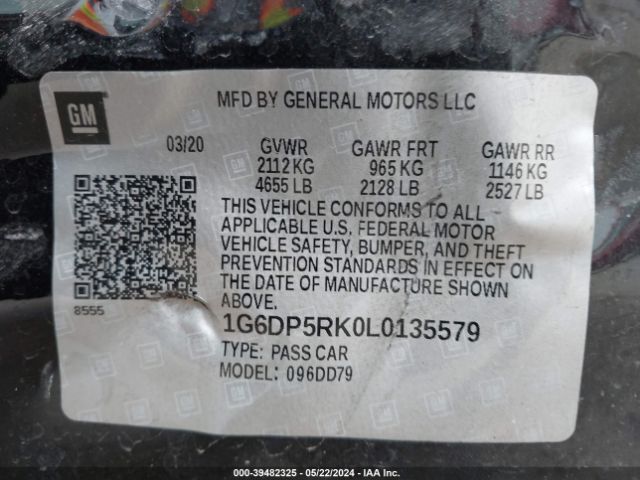 GM
MFD BY GENERAL MOTORS LLC
03/20 GVWR GAWR FRT GAWR RR
2112 KG 965 KG 1146 KG
4655 LB 2128 LB 2527 LB
THIS VEHICLE CONFORMS TO ALL
APPLICABLE U.S. FEDERAL MOTOR
VEHICLE SAFETY, BUMPER, AND THEFT
PREVENTION STANDARDS IN EFFECT ON
THE DATE OF MANUFACTURE SHOWN
ABOVE.
8555
1G6DP5RK0L0135579
TYPE: PASS CAR
MODEL: 096DD79
000-39482325 - 05/22/2024 - IAA Inc.